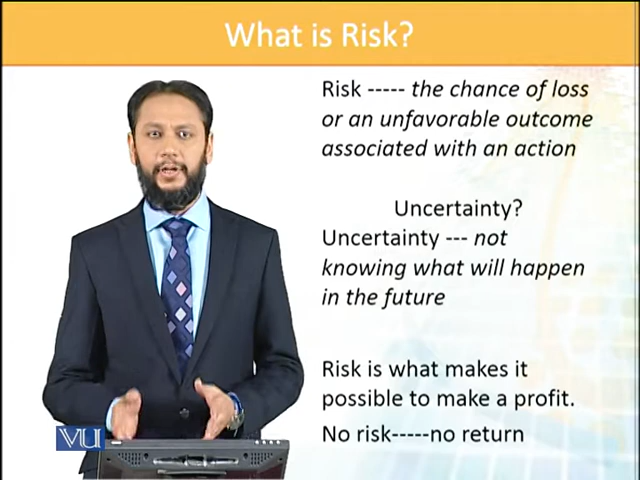 What is Risk?
Risk ----- the chance of loss
or an unfavorable outcome
associated with an action
Uncertainty?
Uncertainty --- not
knowing what will happen
in the future
Risk is what makes it
possible to make a profit.
No risk-----no return
VU